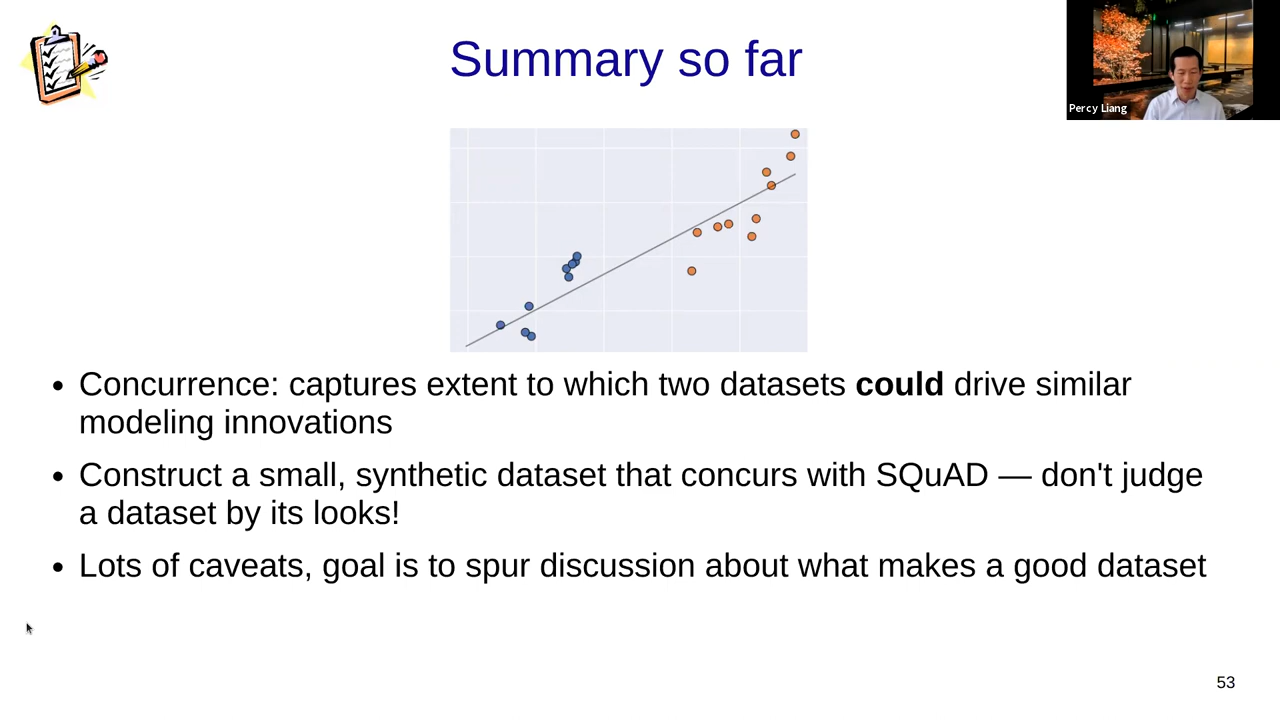 Summary so far
Percy Liang
• Concurrence: captures extent to which two datasets could drive similar
modeling innovations
• Construct a small, synthetic dataset that concurs with SQuAD — don't judge
a dataset by its looks!
• Lots of caveats, goal is to spur discussion about what makes a good dataset
53